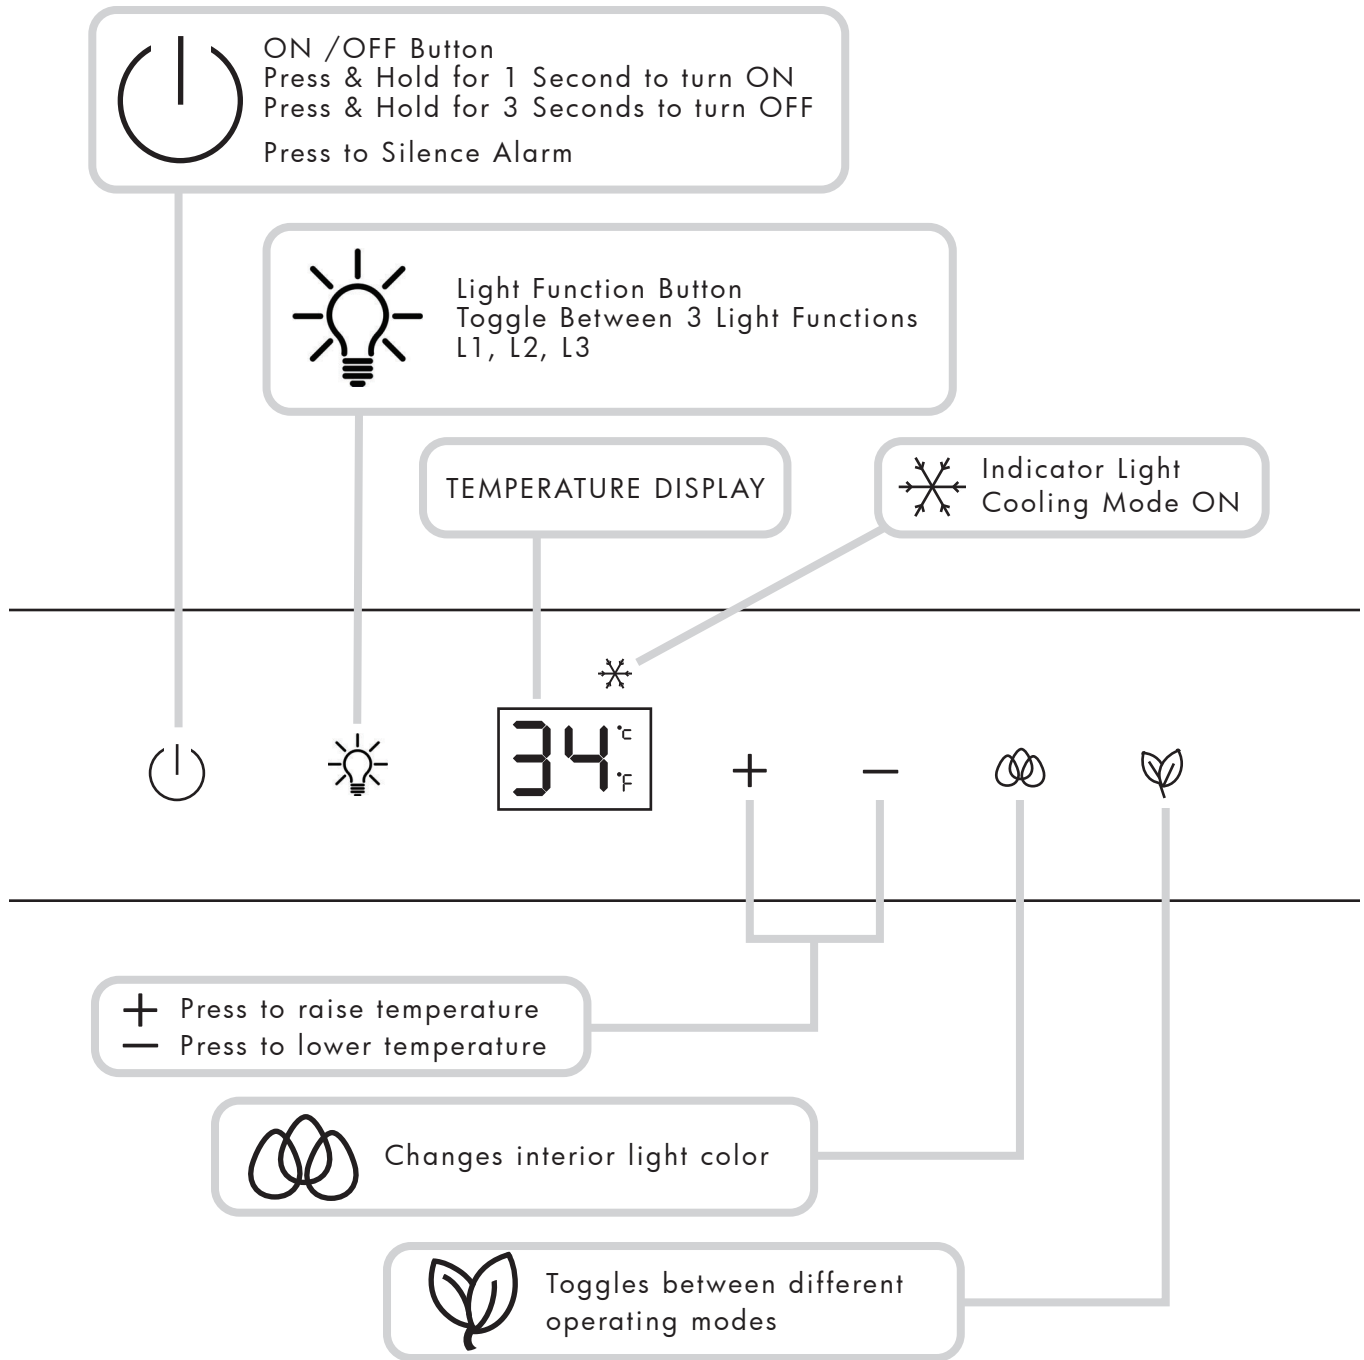 ON /OFF Button
Press & Hold for 1 Second to turn ON
Press & Hold for 3 Seconds to turn OFF
Press to Silence Alarm
Light Function Button
Toggle Between 3 Light Functions
L1, L2, L3
TEMPERATURE DISPLAY
Indicator Light
Cooling Mode ON
34 °C
°F
+ −
+ Press to raise temperature
− Press to lower temperature
Changes interior light color
Toggles between different
operating modes